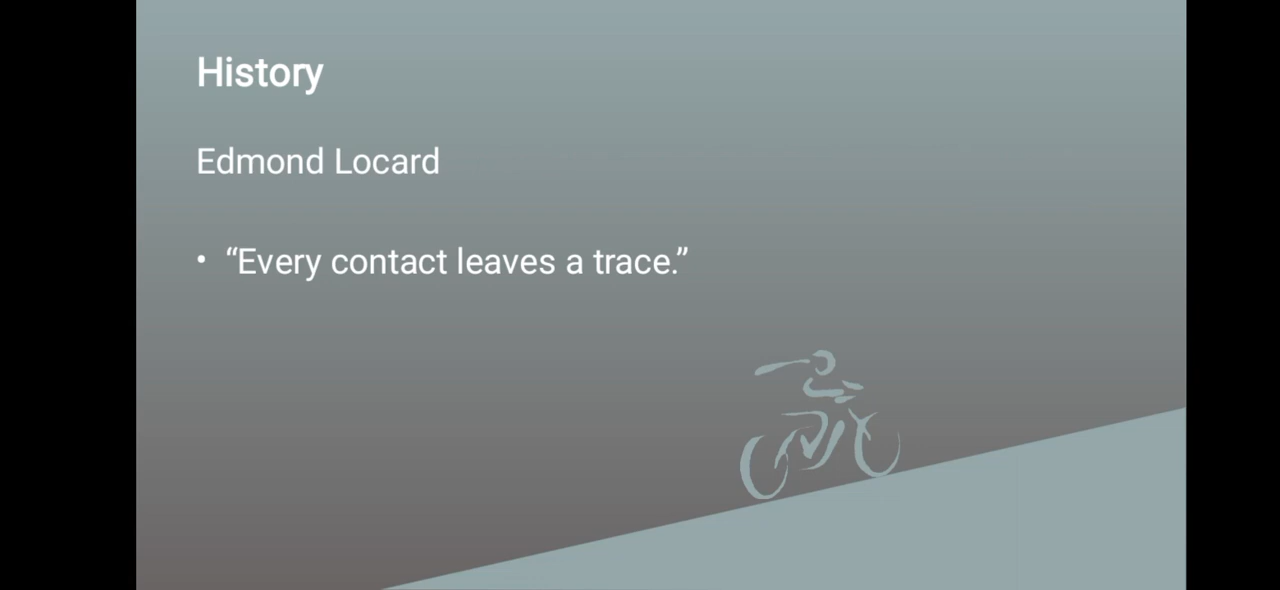 History
Edmond Locard
• “Every contact leaves a trace.”